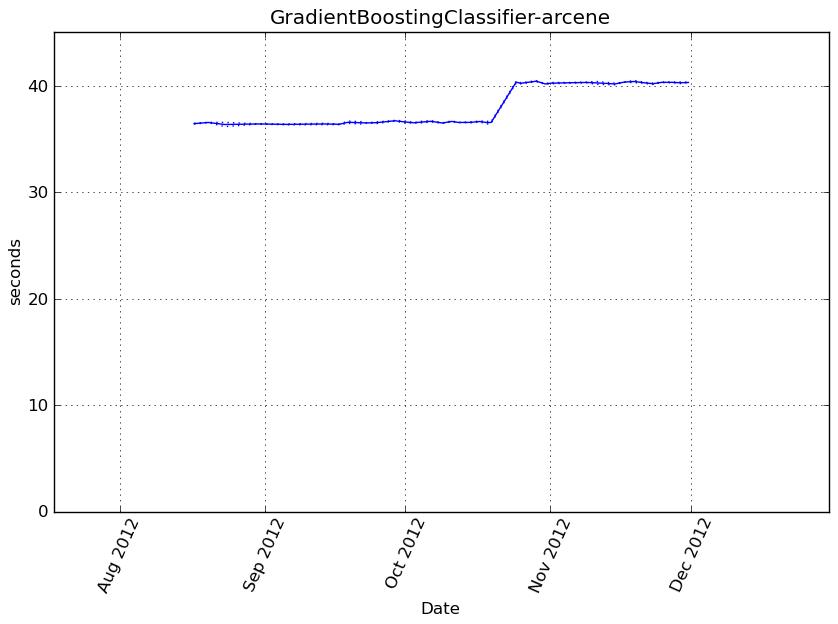 GradientBoostingClassifier-arcene
40
30
20
10
0
seconds
Aug 2012
Sep 2012
Oct 2012
Nov 2012
Dec 2012
Date